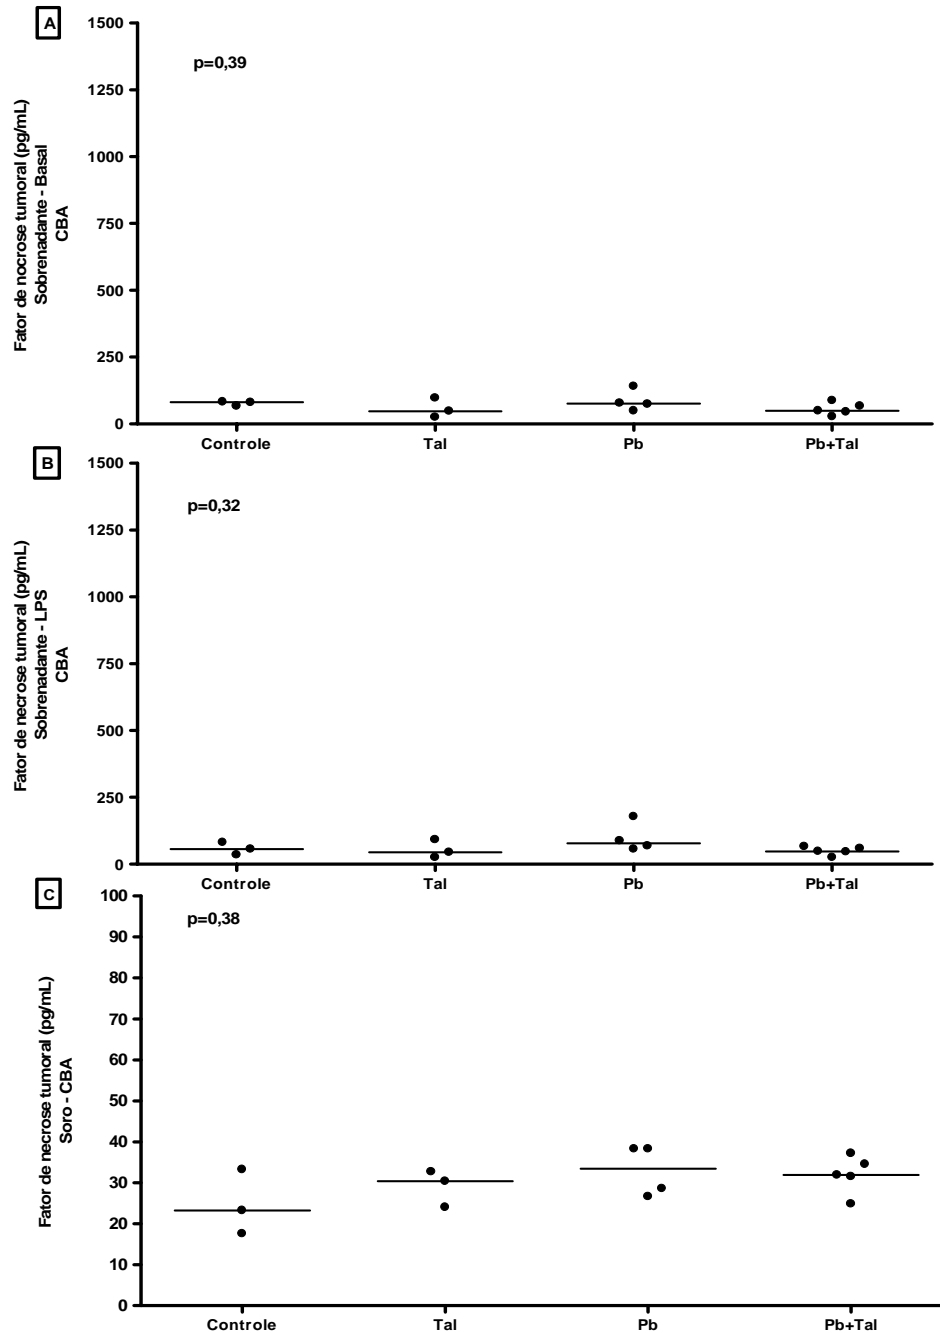 A
1500
p=0,39
1250
1000
750
500
250
0
Fator de nocrose tumoral (pg/mL)
Sobrenadante - Basal
CBA
Controle Tal Pb Pb+Tal
B
1500
p=0,32
1250
1000
750
500
250
0
Fator de necrose tumoral (pg/mL)
Sobrenadante - LPS
CBA
Controle Tal Pb Pb+Tal
C
100
p=0,38
90
80
70
60
50
40
30
20
10
0
Fator de necrose tumoral (pg/mL)
Soro - CBA
Controle Tal Pb Pb+Tal